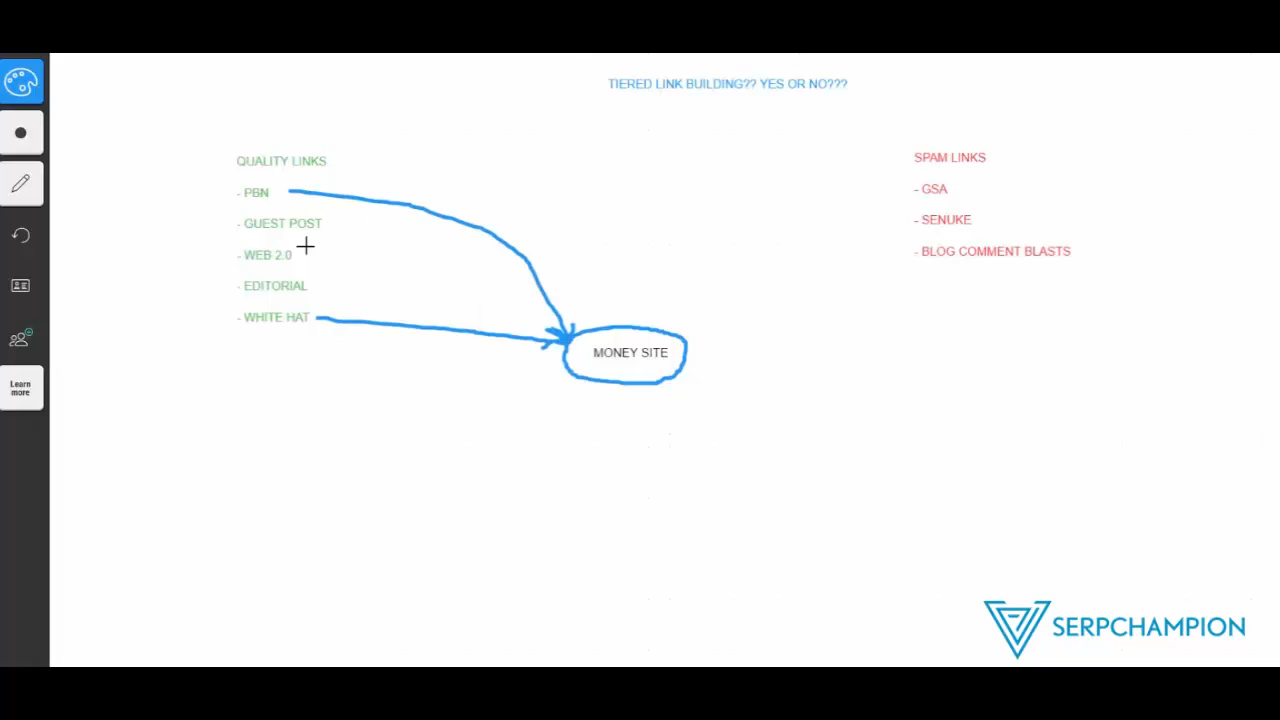 TIERED LINK BUILDING?? YES OR NO???
QUALITY LINKS
- PBN
- GUEST POST
- WEB 2.0
- EDITORIAL
- WHITE HAT
SPAM LINKS
- GSA
- SENUKE
- BLOG COMMENT BLASTS
MONEY SITE
Learn
more
SERPCHAMPION